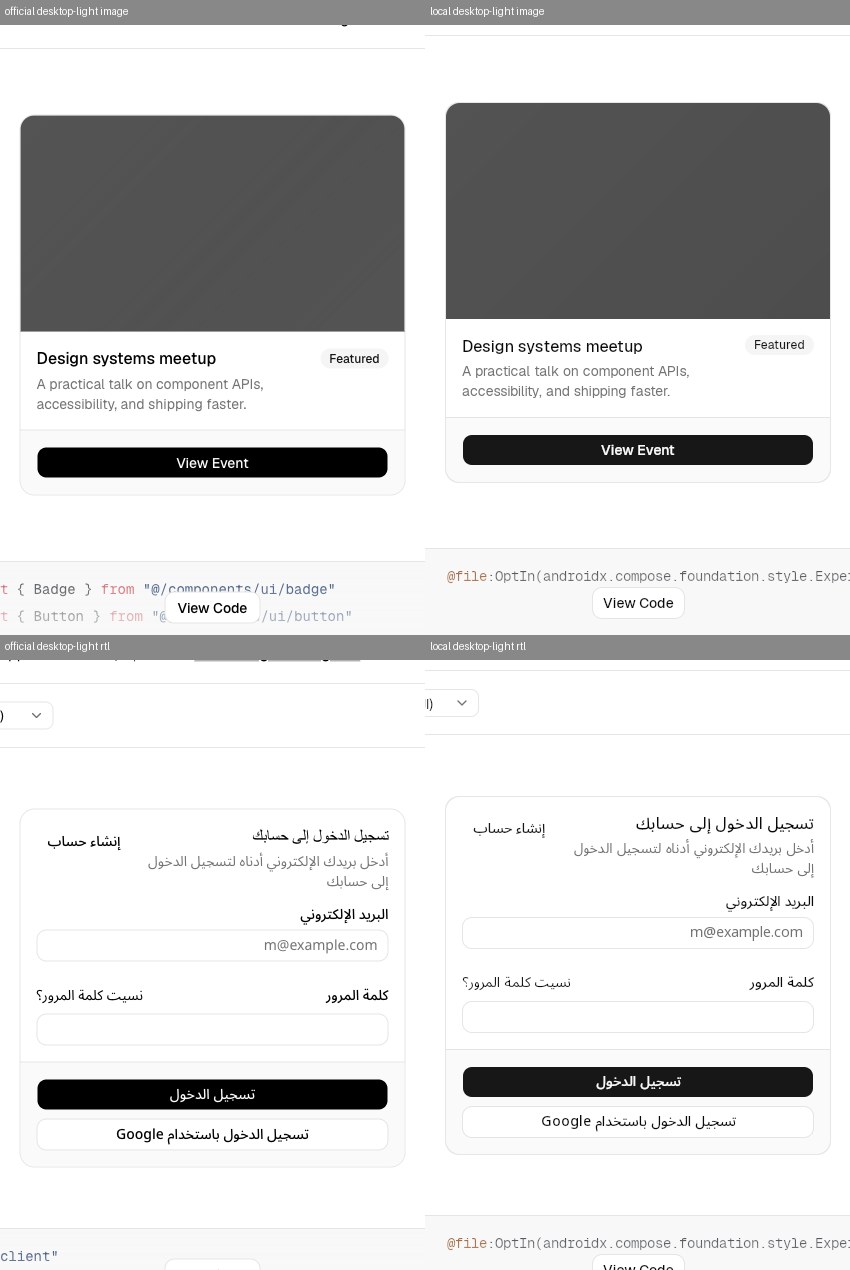 official desktop-light image
Design systems meetup
Featured
A practical talk on component APIs,
accessibility, and shipping faster.
View Event
t { Badge } from "@/components/ui/badge"
t { Button } from "@/ui/button"
View Code
local desktop-light image
Design systems meetup
Featured
A practical talk on component APIs,
accessibility, and shipping faster.
View Event
@file:OptIn(androidx.compose.foundation.style.Expe
View Code
official desktop-light rtl
)
تسجيل الدخول إلى حسابك
إنشاء حساب
أدخل بريدك الإلكتروني أدناه لتسجيل الدخول
إلى حسابك
البريد الإلكتروني
m@example.com
كلمة المرور
نسيت كلمة المرور؟
تسجيل الدخول
تسجيل الدخول باستخدام Google
client"
local desktop-light rtl
l)
تسجيل الدخول إلى حسابك
إنشاء حساب
أدخل بريدك الإلكتروني أدناه لتسجيل الدخول
إلى حسابك
البريد الإلكتروني
m@example.com
كلمة المرور
نسيت كلمة المرور؟
تسجيل الدخول
تسجيل الدخول باستخدام Google
@file:OptIn(androidx.compose.foundation.style.Expe
View Code